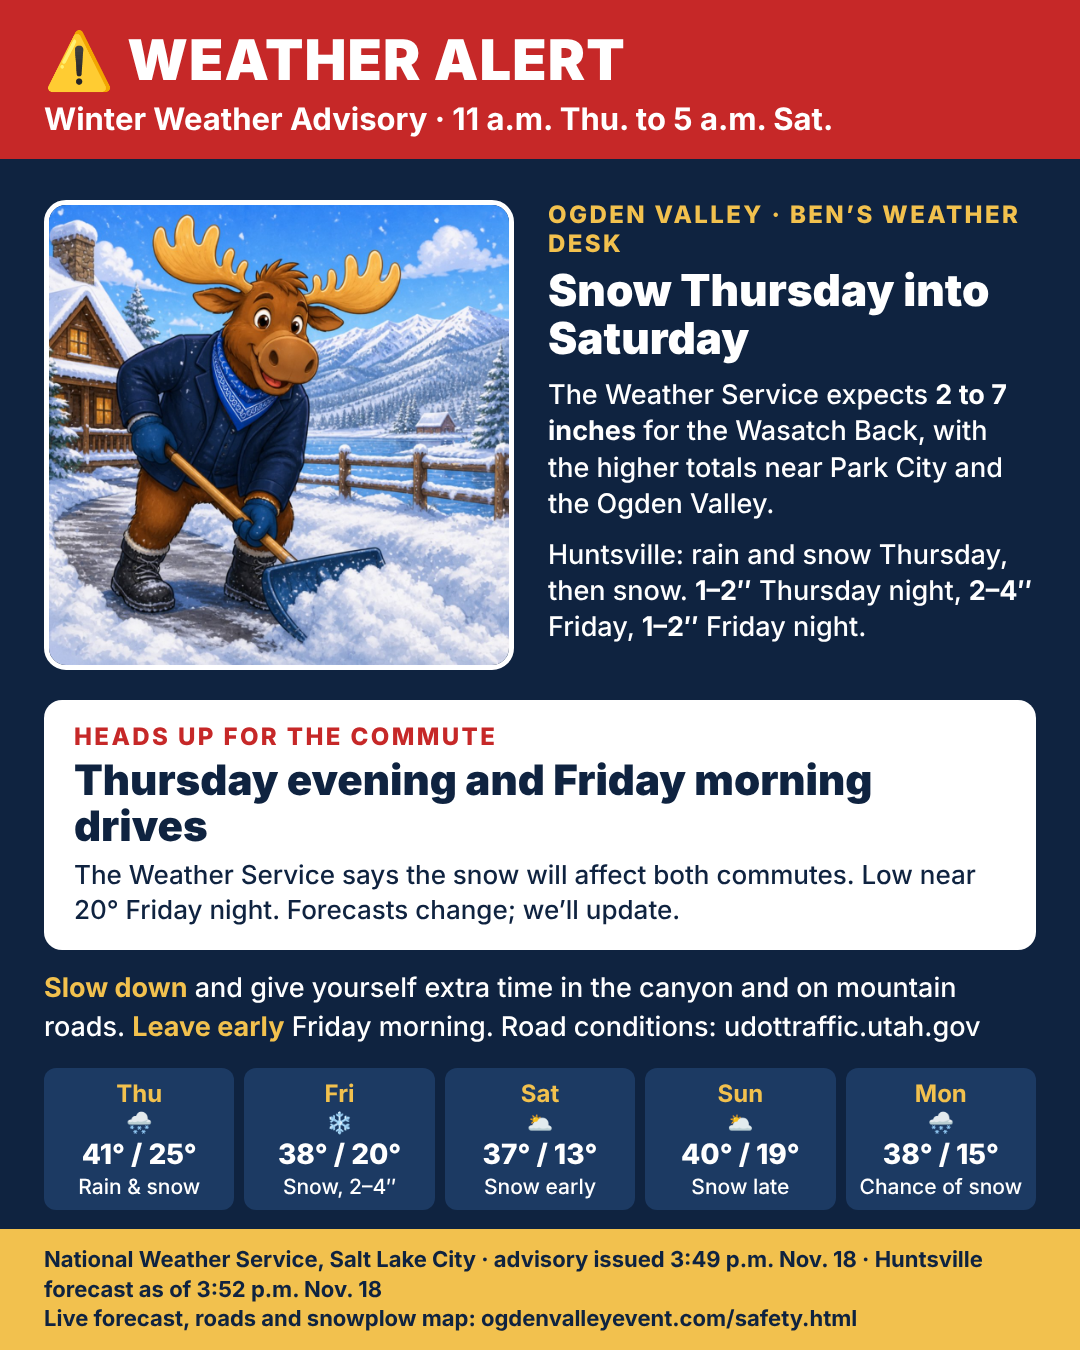 ⚠️ WEATHER ALERT
Winter Weather Advisory · 11 a.m. Thu. to 5 a.m. Sat.
OGDEN VALLEY · BEN’S WEATHER
DESK
Snow Thursday into
Saturday
The Weather Service expects 2 to 7
inches for the Wasatch Back, with
the higher totals near Park City and
the Ogden Valley.
Huntsville: rain and snow Thursday,
then snow. 1–2″ Thursday night, 2–4″
Friday, 1–2″ Friday night.
HEADS UP FOR THE COMMUTE
Thursday evening and Friday morning
drives
The Weather Service says the snow will affect both commutes. Low near
20° Friday night. Forecasts change; we’ll update.
Slow down and give yourself extra time in the canyon and on mountain
roads. Leave early Friday morning. Road conditions: udottraffic.utah.gov
Thu
41° / 25°
Rain & snow
Fri
38° / 20°
Snow, 2–4″
Sat
37° / 13°
Snow early
Sun
40° / 19°
Snow late
Mon
38° / 15°
Chance of snow
National Weather Service, Salt Lake City · advisory issued 3:49 p.m. Nov. 18 · Huntsville
forecast as of 3:52 p.m. Nov. 18
Live forecast, roads and snowplow map: ogdenvalleyevent.com/safety.html